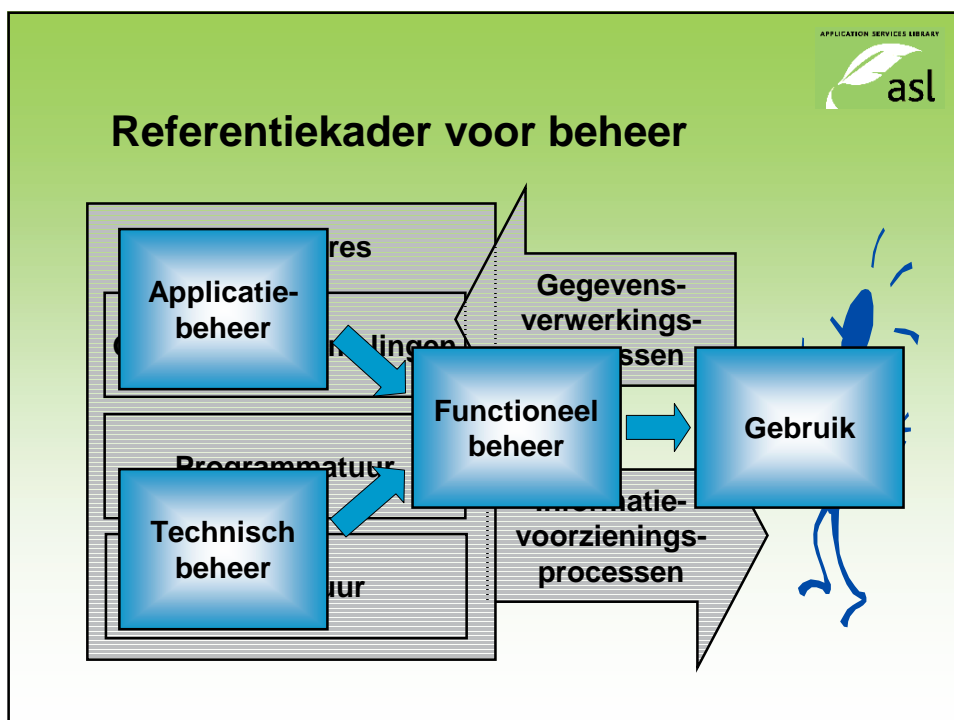 APPLICATION SERVICES LIBRARY
asl
Referentiekader voor beheer
Applicatie-
beheer
Gegevens-
verwerkings-
Functioneel
beheer
Gebruik
Programmatuur
Technisch
beheer
voorzienings-
processen